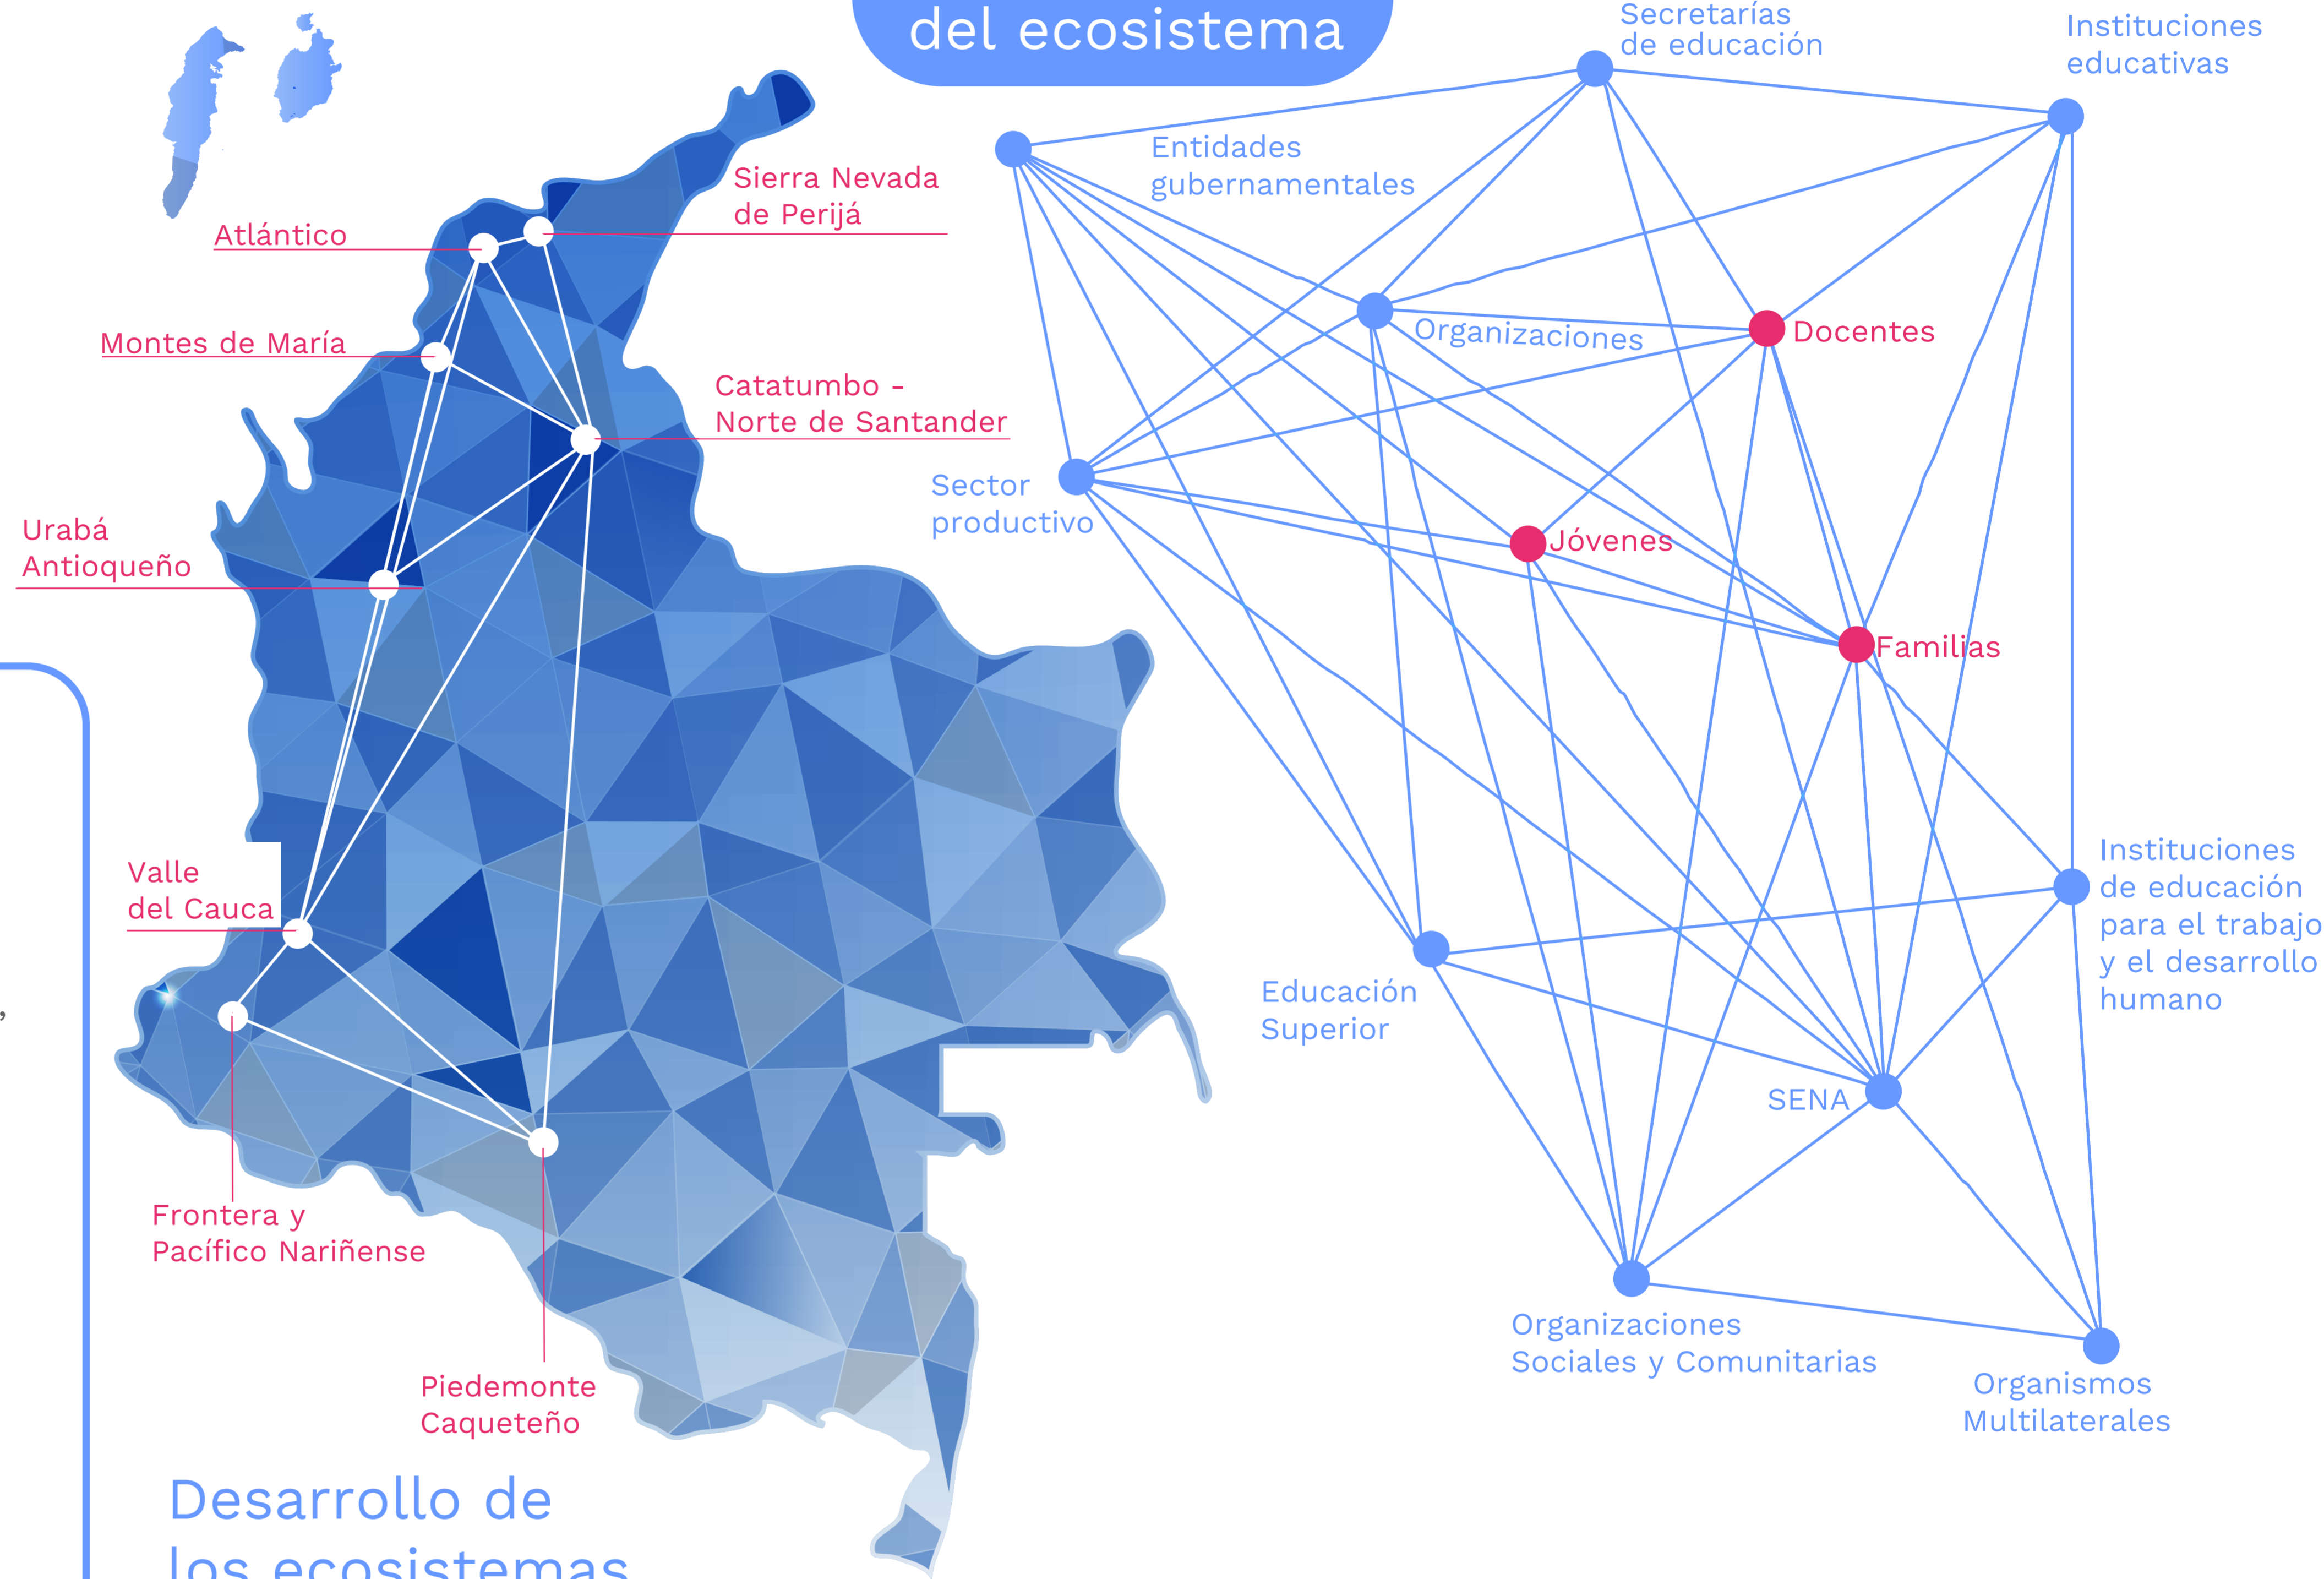 del ecosistema
Secretarías
de educación
Instituciones
educativas
Entidades
gubernamentales
Sierra Nevada
de Perijá
Atlántico
Montes de María
Organizaciones
Docentes
Catatumbo -
Norte de Santander
Sector
productivo
Urabá
Antioqueño
Jóvenes
Familias
Valle
del Cauca
Instituciones
de educación
para el trabajo
y el desarrollo
humano
,
Educación
Superior
SENA
Frontera y
Pacífico Nariñense
Organizaciones
Sociales y Comunitarias
Piedemonte
Caqueteño
Organismos
Multilaterales
Desarrollo de
los ecosistemas